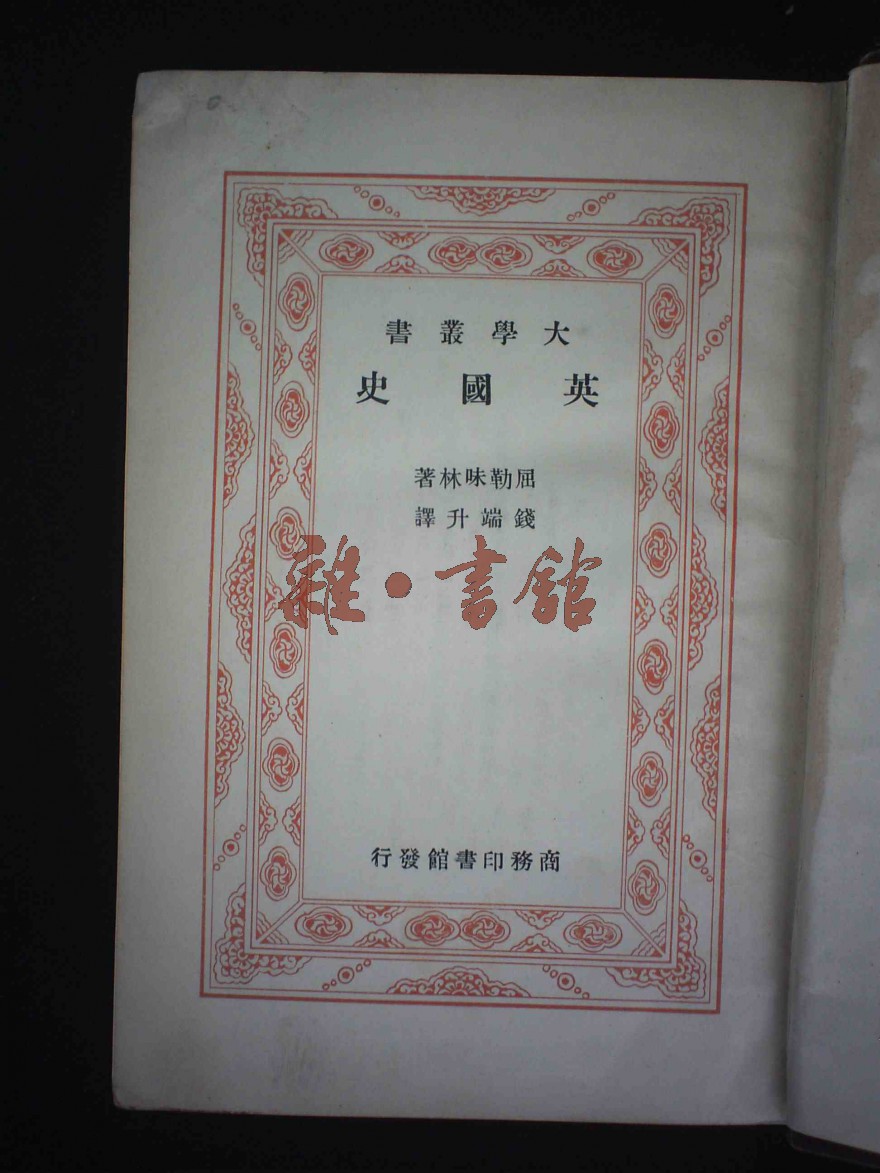 大學叢書
英國史
屈勒味林著
錢端升譯
雜·書館
商務印書館發行